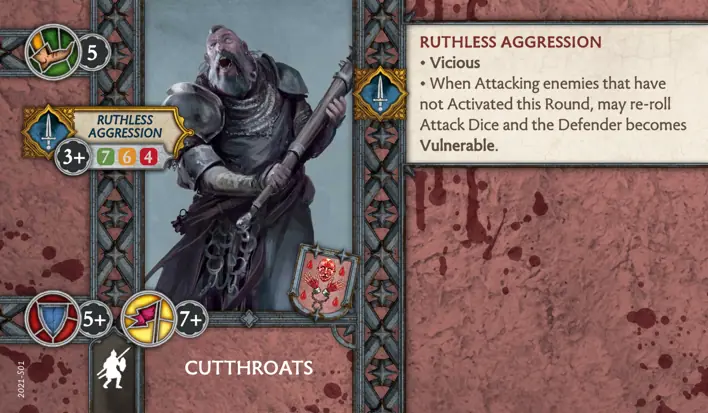 5
RUTHLESS
AGGRESSION
3+ 7 6 4
5+ 7+
CUTTHROATS
2021-S01
RUTHLESS AGGRESSION
• Vicious
• When Attacking enemies that have
not Activated this Round, may re-roll
Attack Dice and the Defender becomes
Vulnerable.